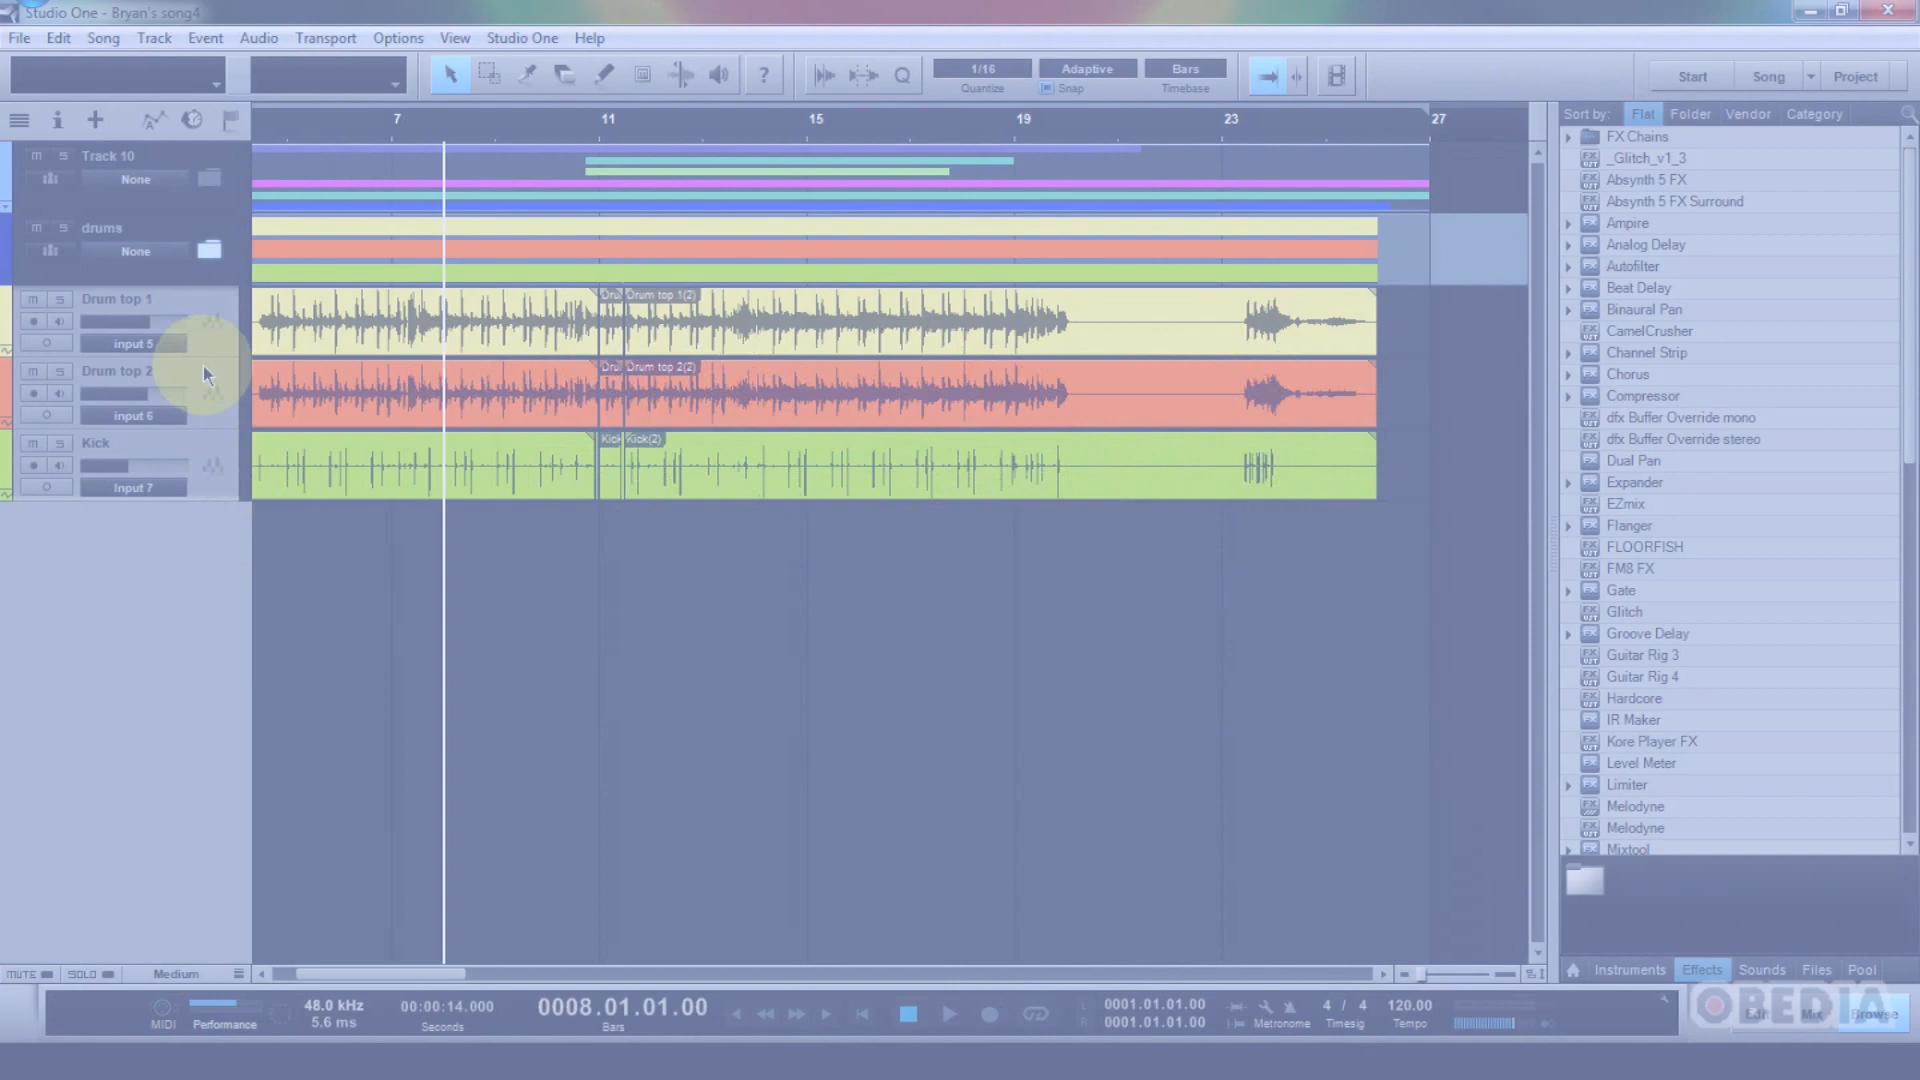 Studio One - Bryan's song4
File Edit Song Track Event Audio Transport Options View Studio One Help
1/16 Adaptive Bars
Quantize Snap Timebase
Start Song Project
7 11 15 19 23 27
Sort by: Flat Folder Vendor Category
M S Track 10
None
M S drums
None
M S Drum top 1
input 5
M S Drum top 2
input 6
M S Kick
Input 7
Dru Drum top 1(2)
Dru Drum top 2(2)
Kick Kick(2)
FX Chains
_Glitch_v1_3
Absynth 5 FX
Absynth 5 FX Surround
Ampire
Analog Delay
Autofilter
Beat Delay
Binaural Pan
CamelCrusher
Channel Strip
Chorus
Compressor
dfx Buffer Override mono
dfx Buffer Override stereo
Dual Pan
Expander
EZmix
Flanger
FLOORFISH
FM8 FX
Gate
Glitch
Groove Delay
Guitar Rig 3
Guitar Rig 4
Hardcore
IR Maker
Kore Player FX
Level Meter
Limiter
Melodyne
Melodyne
Mixtool
MUTE SOLO Medium
Instruments Effects Sounds Files Pool
MIDI Performance
48.0 kHz
5.6 ms
00:00:14.000
Seconds
0008.01.01.00
Bars
L 0001.01.01.00
R 0001.01.01.00
Metronome
4 / 4
Timesig
120.00
Tempo
OBEDIA
Edit Mix Browse